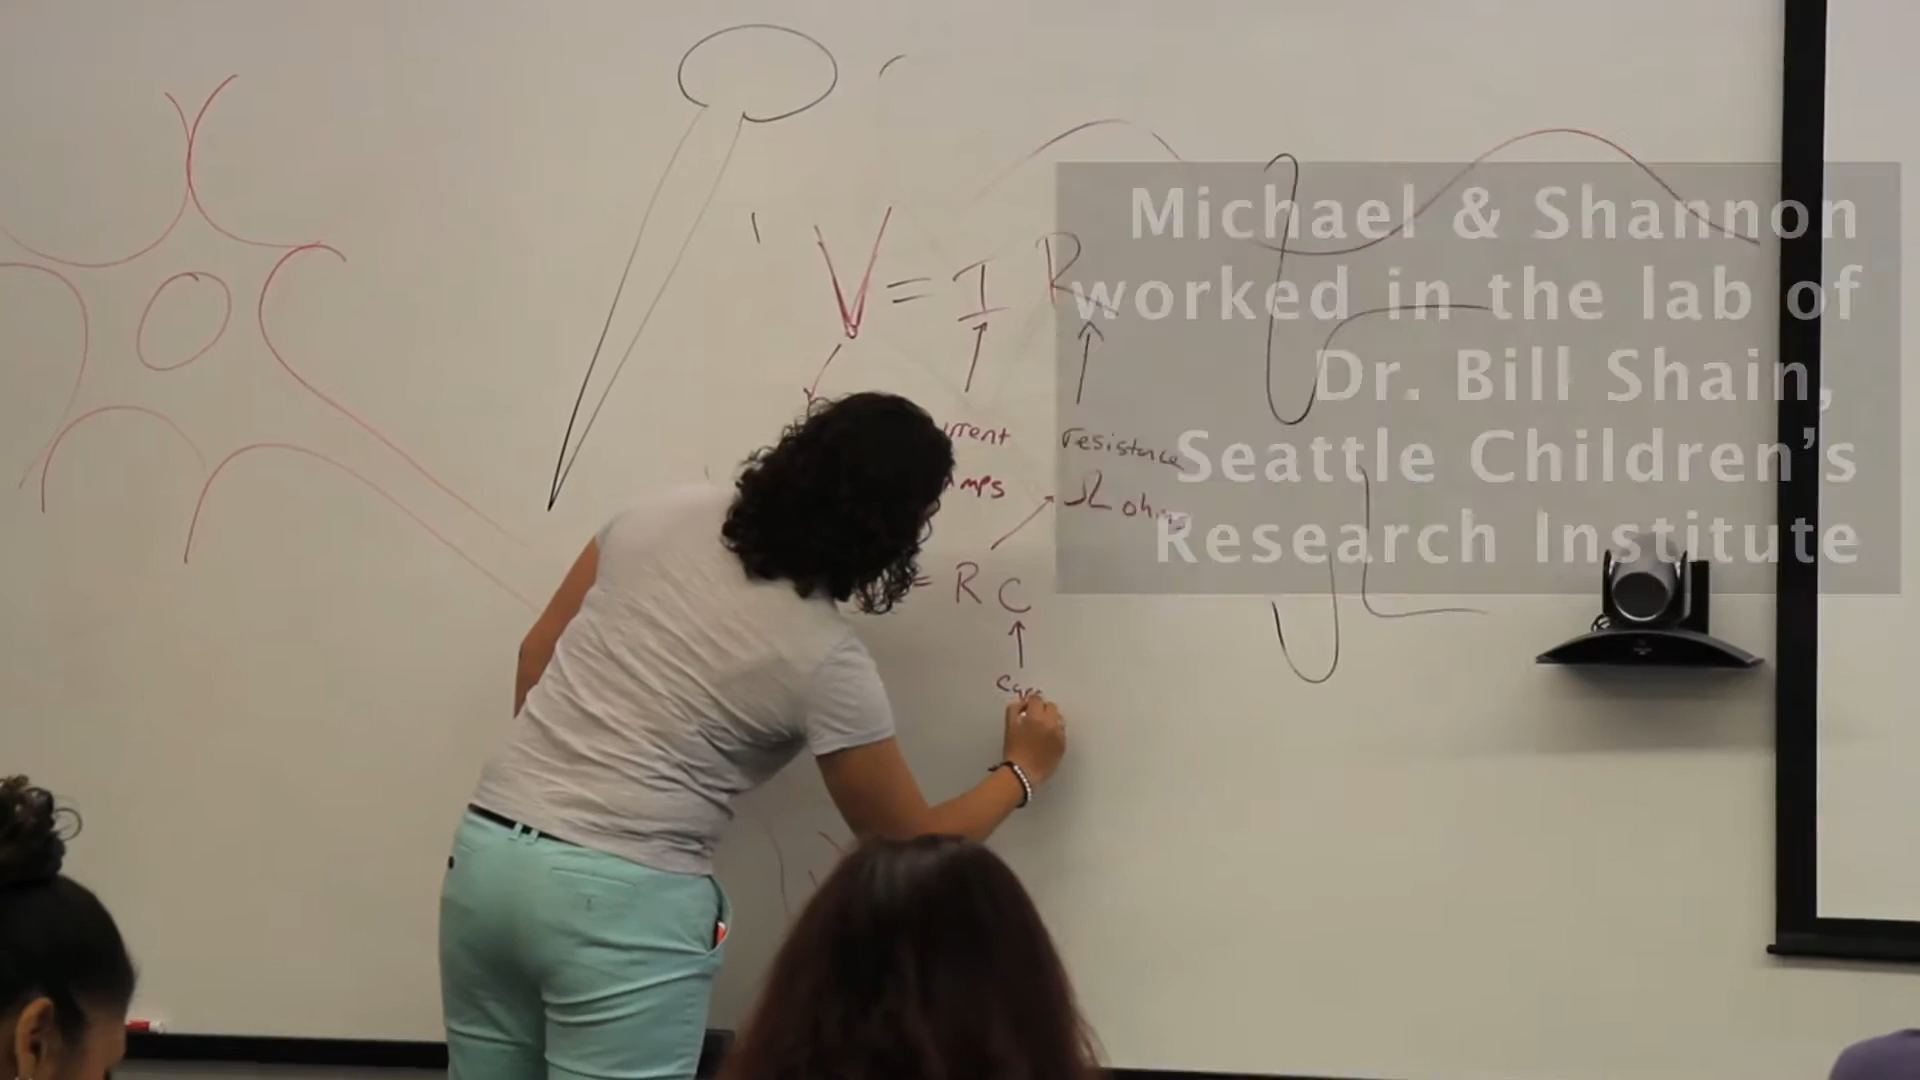 V = I R
Michael & Shannon
worked in the lab of
Dr. Bill Shain,
Seattle Children's
Research Institute
resistance
Ω ohms
= R C